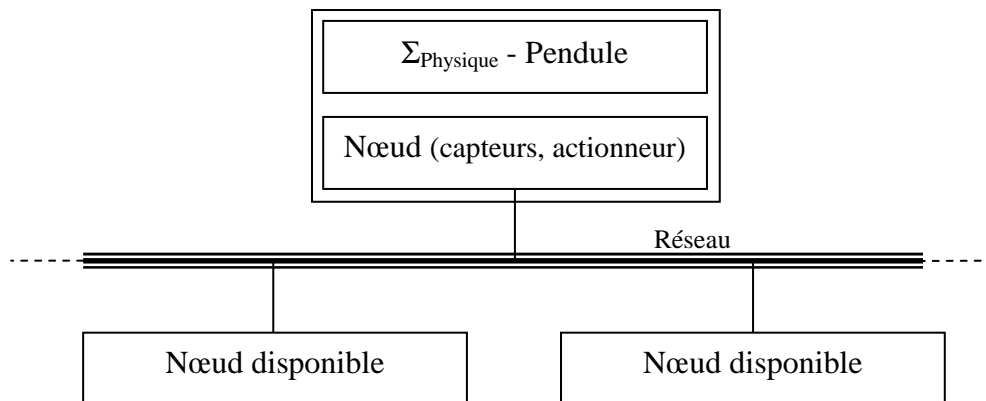 ΣPhysique - Pendule
Nœud (capteurs, actionneur)
Réseau
Nœud disponible
Nœud disponible